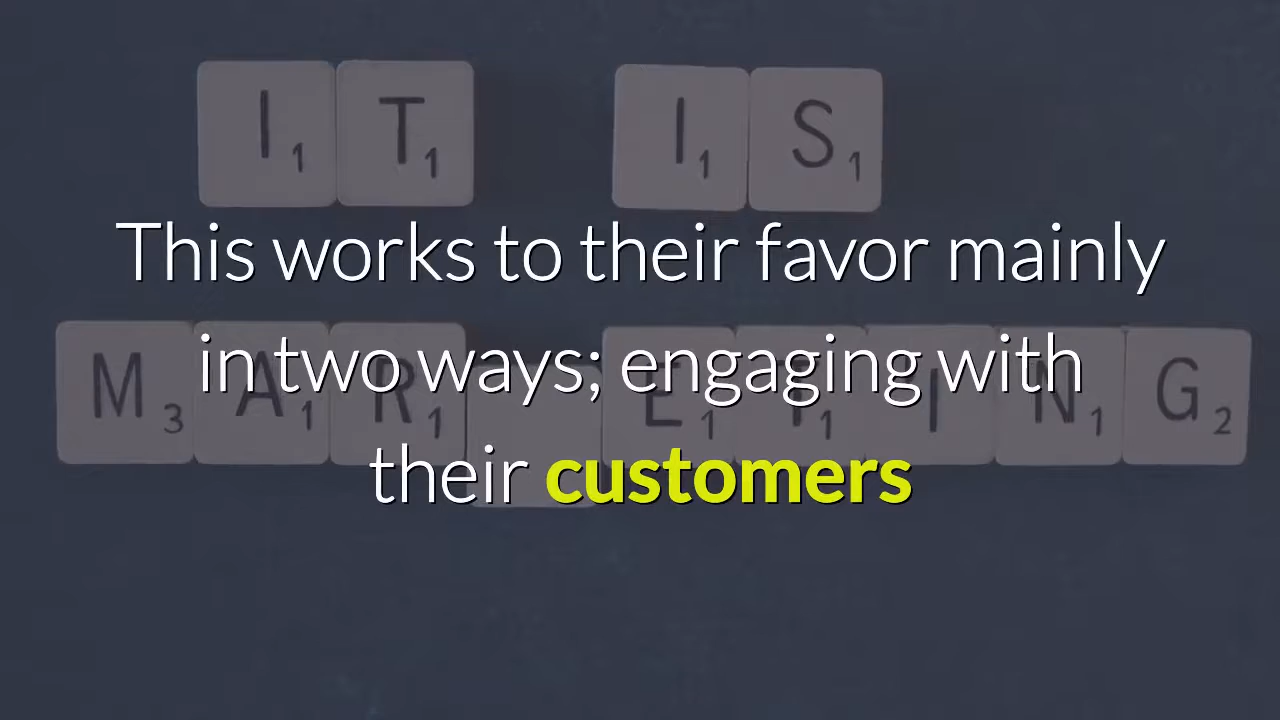 IT IS
This works to their favor mainly
in two ways; engaging with
their customers